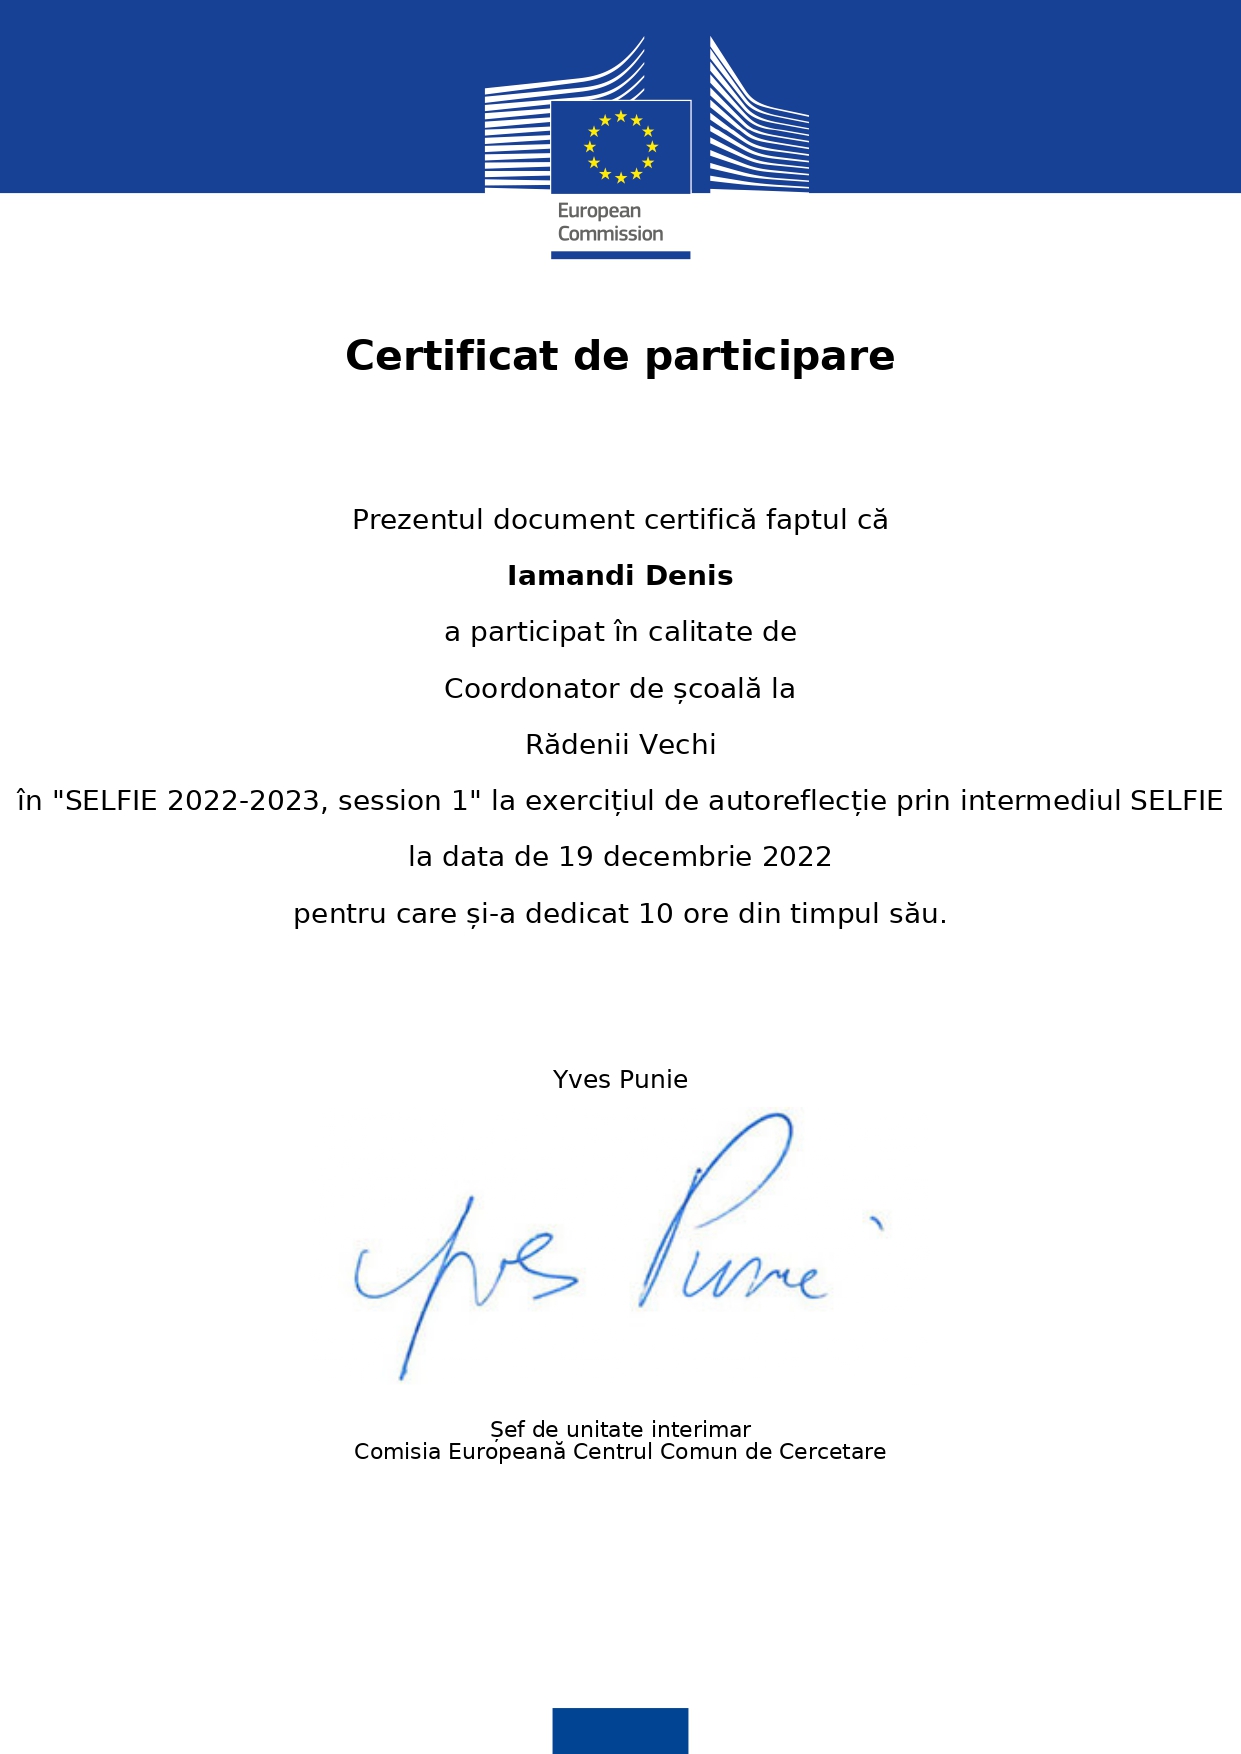 European
Commission
Certificat de participare
Prezentul document certifică faptul că
Iamandi Denis
a participat în calitate de
Coordonator de școală la
Rădenii Vechi
în "SELFIE 2022-2023, session 1" la exercițiul de autoreflecție prin intermediul SELFIE
la data de 19 decembrie 2022
pentru care și-a dedicat 10 ore din timpul său.
Yves Punie
Yves Punie
Șef de unitate interimar
Comisia Europeană Centrul Comun de Cercetare